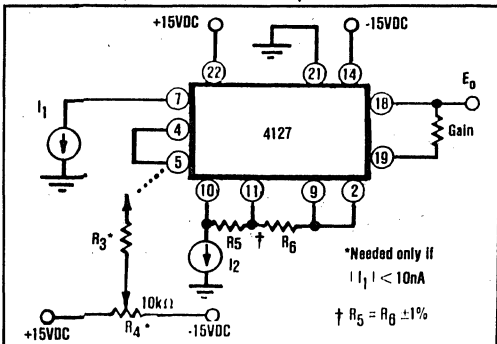 +15VDC
-15VDC
22
21
14
E₀
I₁
7
18
4
4127
Gain
5
19
10
11
9
2
R₅
†
R₆
R₃*
I₂
*Needed only if
| I₁ | < 10nA
10kΩ
R₄*
+15VDC
-15VDC
† R₅ = R₆ ±1%